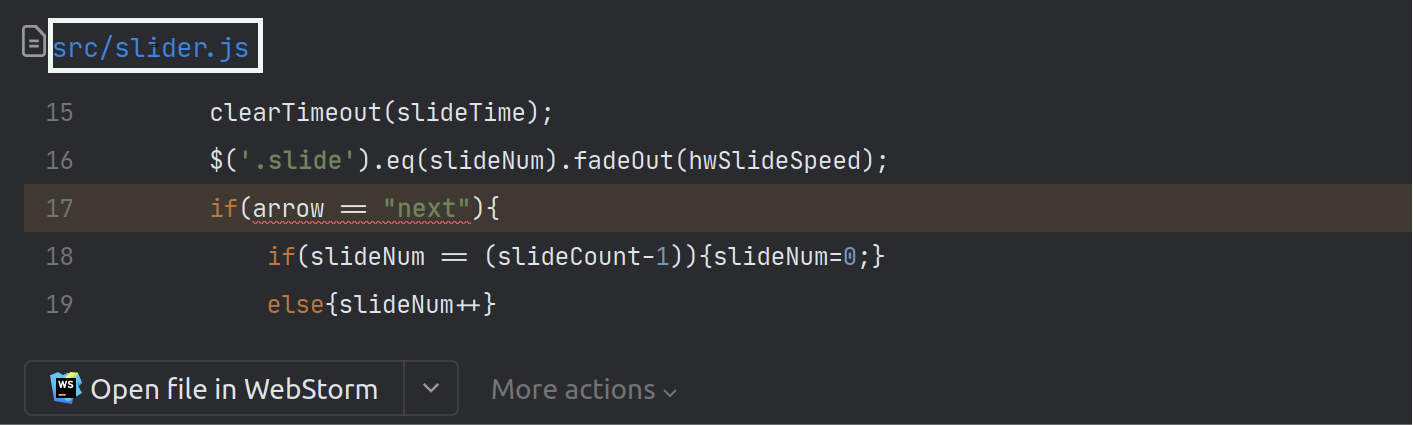 src/slider.js
15 clearTimeout(slideTime);
16 $('.slide').eq(slideNum).fadeOut(hwSlideSpeed);
17 if(arrow == "next"){
18 if(slideNum == (slideCount-1)){slideNum=0;}
19 else{slideNum++}
WS Open file in WebStorm More actions